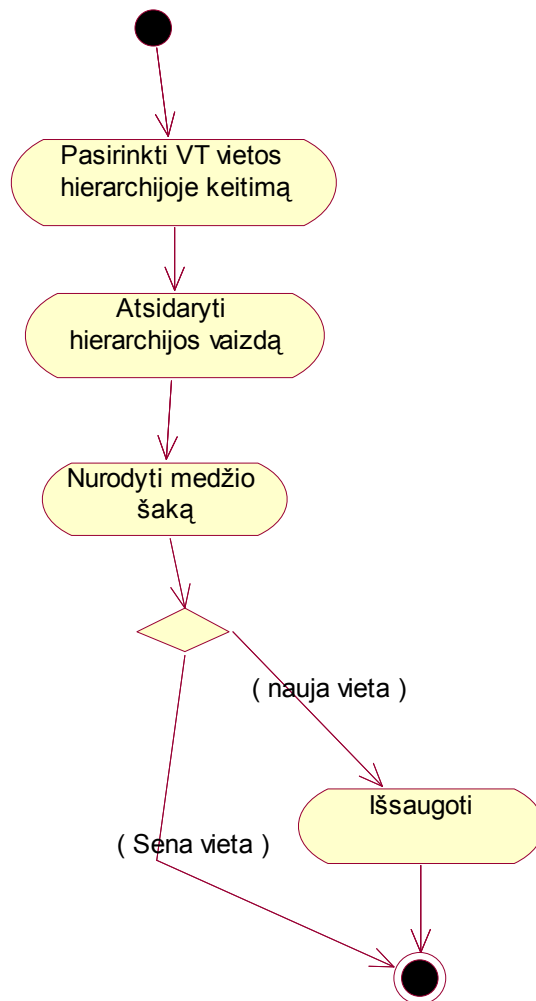 Pasirinkti VT vietos
hierarchijoje keitimą
Atsidaryti
hierarchijos vaizdą
Nurodyti medžio
šaką
( nauja vieta )
Išsaugoti
( Sena vieta )